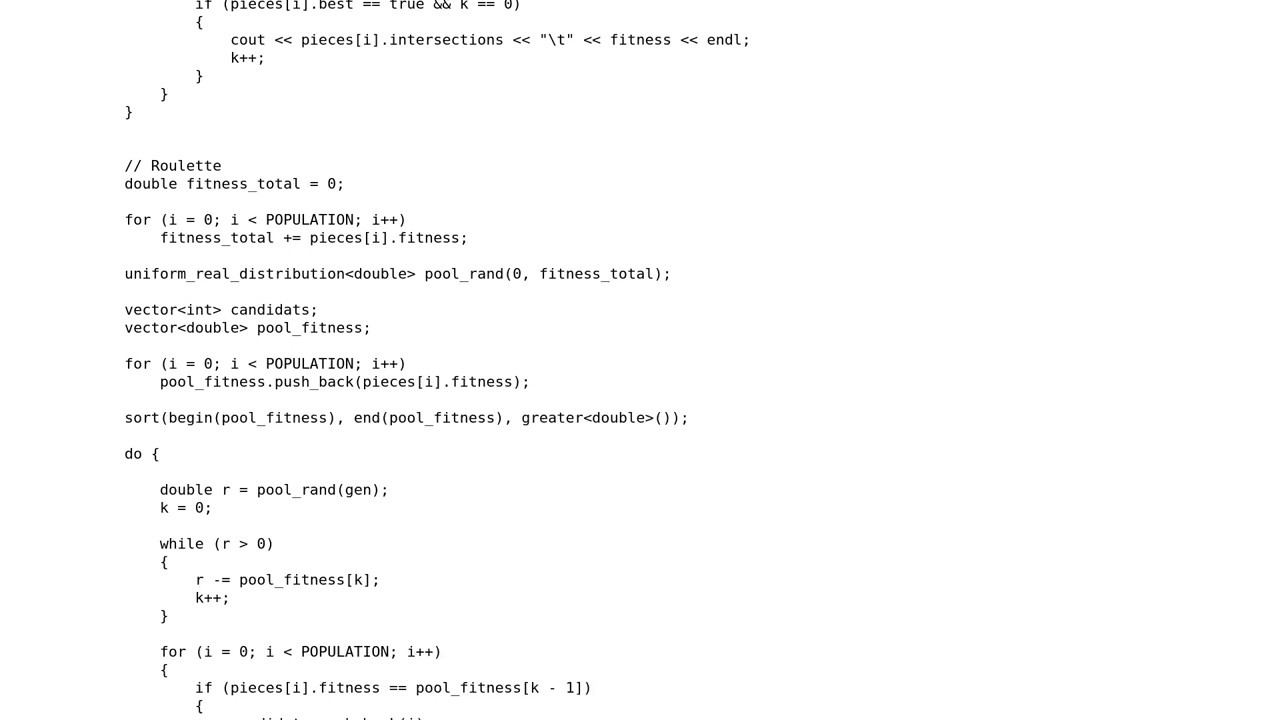 if (pieces[i].best == true && k == 0)
{
cout << pieces[i].intersections << "\t" << fitness << endl;
k++;
}
}
}
// Roulette
double fitness_total = 0;
for (i = 0; i < POPULATION; i++)
fitness_total += pieces[i].fitness;
uniform_real_distribution<double> pool_rand(0, fitness_total);
vector<int> candidats;
vector<double> pool_fitness;
for (i = 0; i < POPULATION; i++)
pool_fitness.push_back(pieces[i].fitness);
sort(begin(pool_fitness), end(pool_fitness), greater<double>());
do {
double r = pool_rand(gen);
k = 0;
while (r > 0)
{
r -= pool_fitness[k];
k++;
}
for (i = 0; i < POPULATION; i++)
{
if (pieces[i].fitness == pool_fitness[k - 1])
{